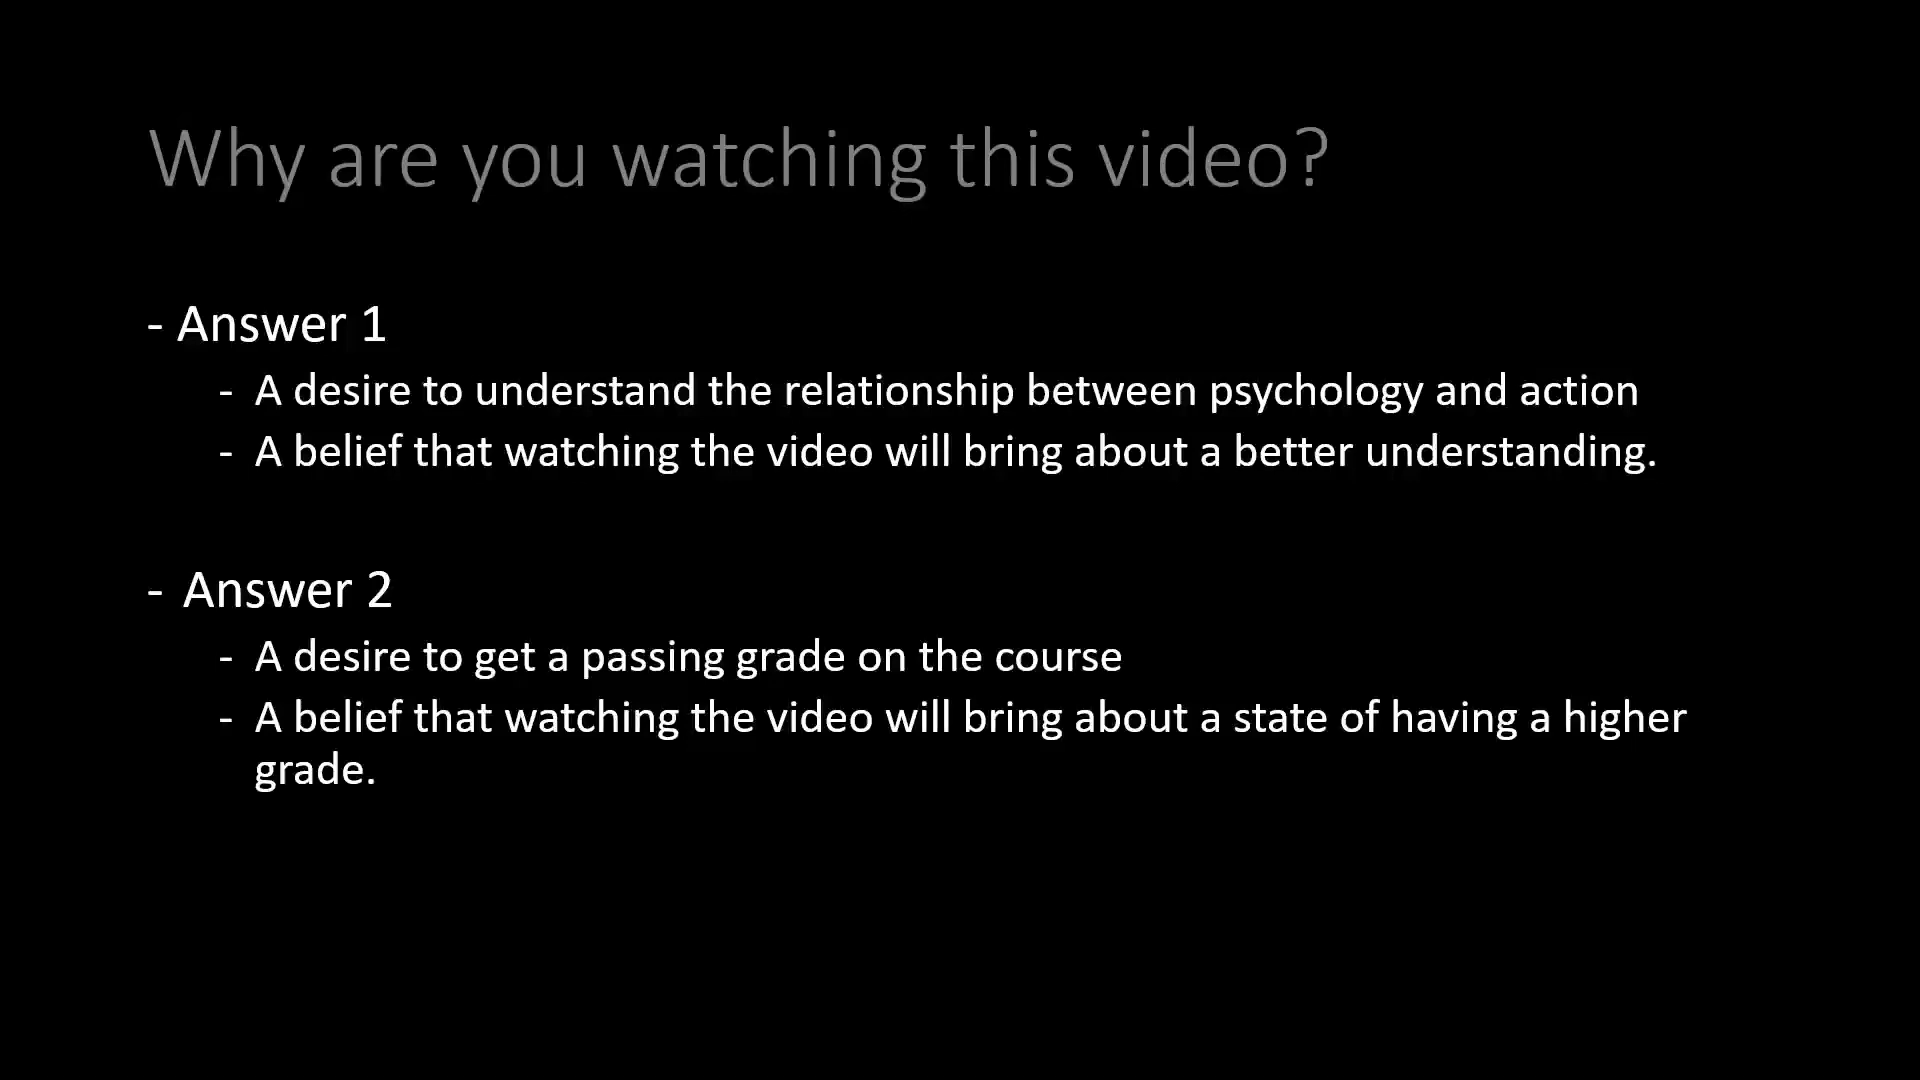 Why are you watching this video?
- Answer 1
- A desire to understand the relationship between psychology and action
- A belief that watching the video will bring about a better understanding.
- Answer 2
- A desire to get a passing grade on the course
- A belief that watching the video will bring about a state of having a higher
grade.